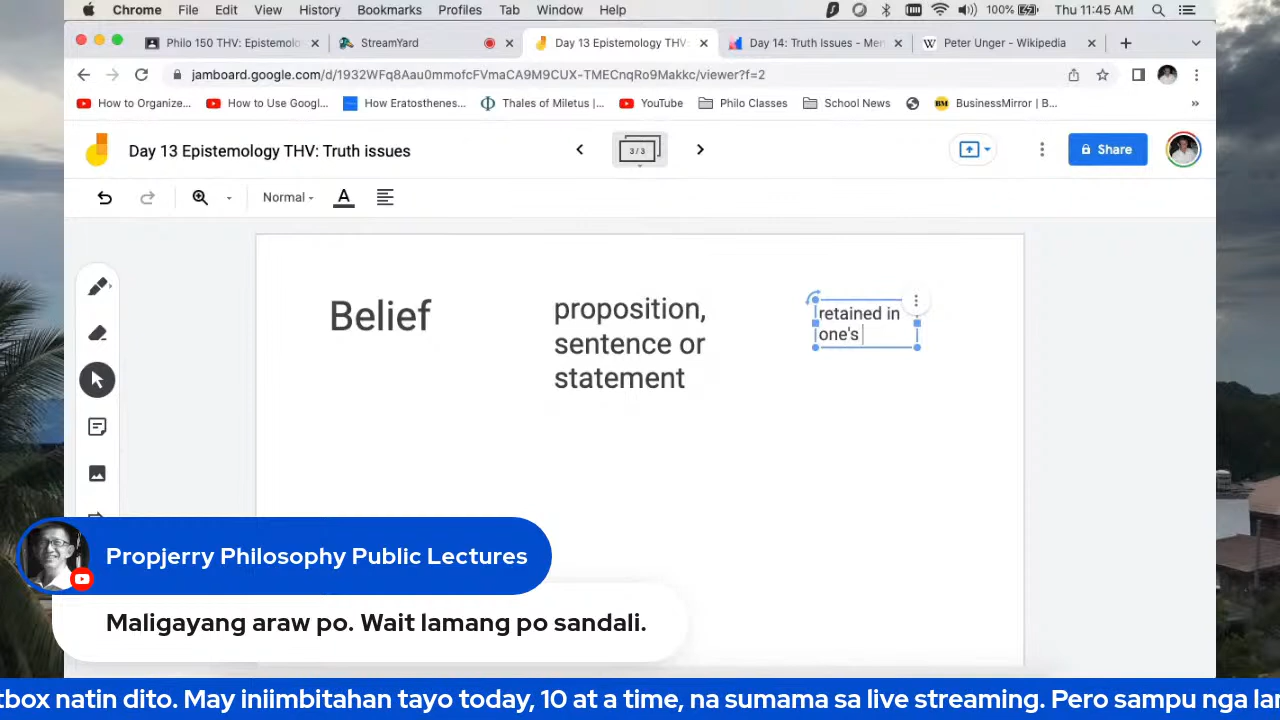 Chrome File Edit View History Bookmarks Profiles Tab Window Help
100% Thu 11:45 AM
Philo 150 THV: Epistemolo
StreamYard
Day 13 Epistemology THV:
Day 14: Truth Issues - Mer
Peter Unger - Wikipedia
jamboard.google.com/d/1932WFq8Aau0mmofcFVmaCA9M9CUX-TMECnqRo9Makkc/viewer?f=2
How to Organize...
How to Use Googl...
How Eratosthenes...
Thales of Miletus |...
YouTube
Philo Classes
School News
BM
BusinessMirror | B...
»
Day 13 Epistemology THV: Truth issues
3/3
Share
Normal
A
Belief
proposition,
sentence or
statement
retained in
one's
Propjerry Philosophy Public Lectures
Maligayang araw po. Wait lamang po sandali.
tbox natin dito. May iniimbitahan tayo today, 10 at a time, na sumama sa live streaming. Pero sampu nga lar